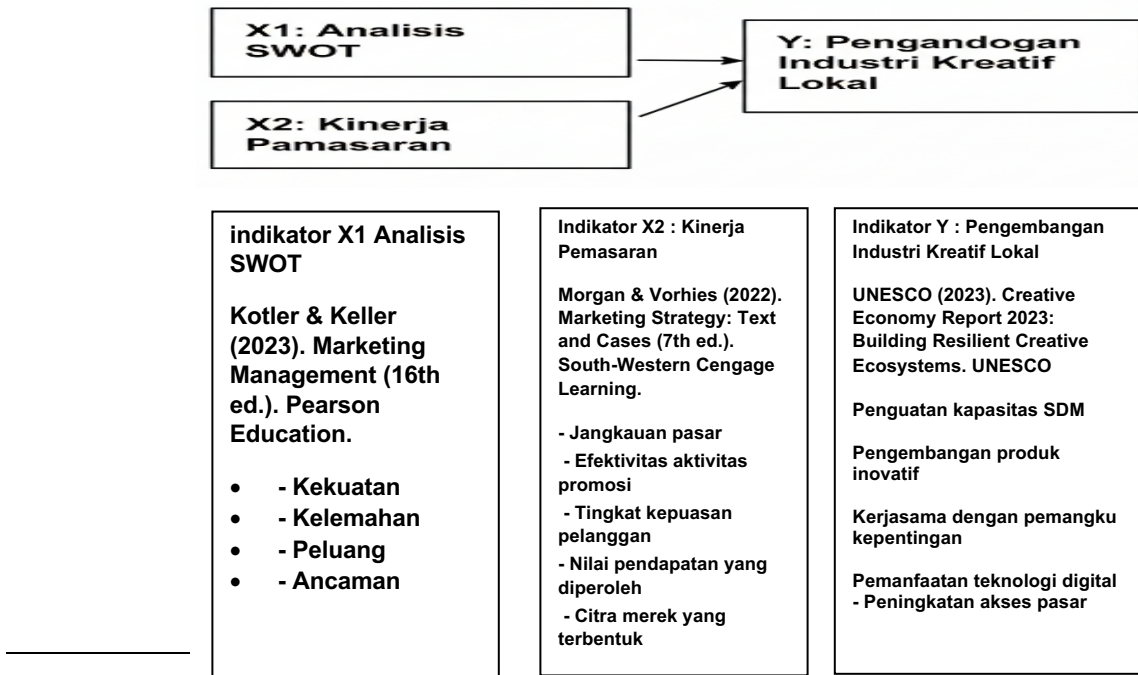 X1: Analisis
SWOT
Y: Pengandogan
Industri Kreatif
Lokal
X2: Kinerja
Pamasaran
indikator X1 Analisis
SWOT
Kotler & Keller
(2023). Marketing
Management (16th
ed.). Pearson
Education.
• - Kekuatan
• - Kelemahan
• - Peluang
• - Ancaman
Indikator X2 : Kinerja
Pemasaran
Morgan & Vorhies (2022).
Marketing Strategy: Text
and Cases (7th ed.).
South-Western Cengage
Learning.
- Jangkauan pasar
- Efektivitas aktivitas
promosi
- Tingkat kepuasan
pelanggan
- Nilai pendapatan yang
diperoleh
- Citra merek yang
terbentuk
Indikator Y : Pengembangan
Industri Kreatif Lokal
UNESCO (2023). Creative
Economy Report 2023:
Building Resilient Creative
Ecosystems. UNESCO
Penguatan kapasitas SDM
Pengembangan produk
inovatif
Kerjasama dengan pemangku
kepentingan
Pemanfaatan teknologi digital
- Peningkatan akses pasar